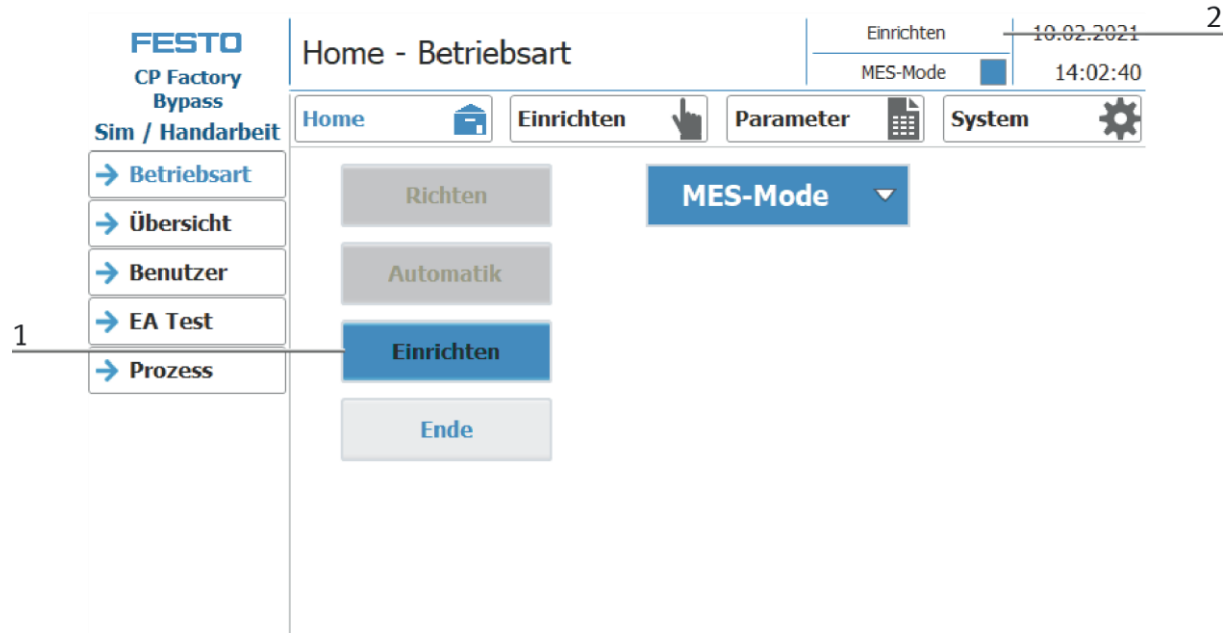 2
FESTO
CP Factory
Bypass
Sim / Handarbeit
Home - Betriebsart
Einrichten
10.02.2021
MES-Mode
14:02:40
Home
Einrichten
Parameter
System
Betriebsart
Übersicht
Benutzer
EA Test
Prozess
Richten
MES-Mode
Automatik
1
Einrichten
Ende